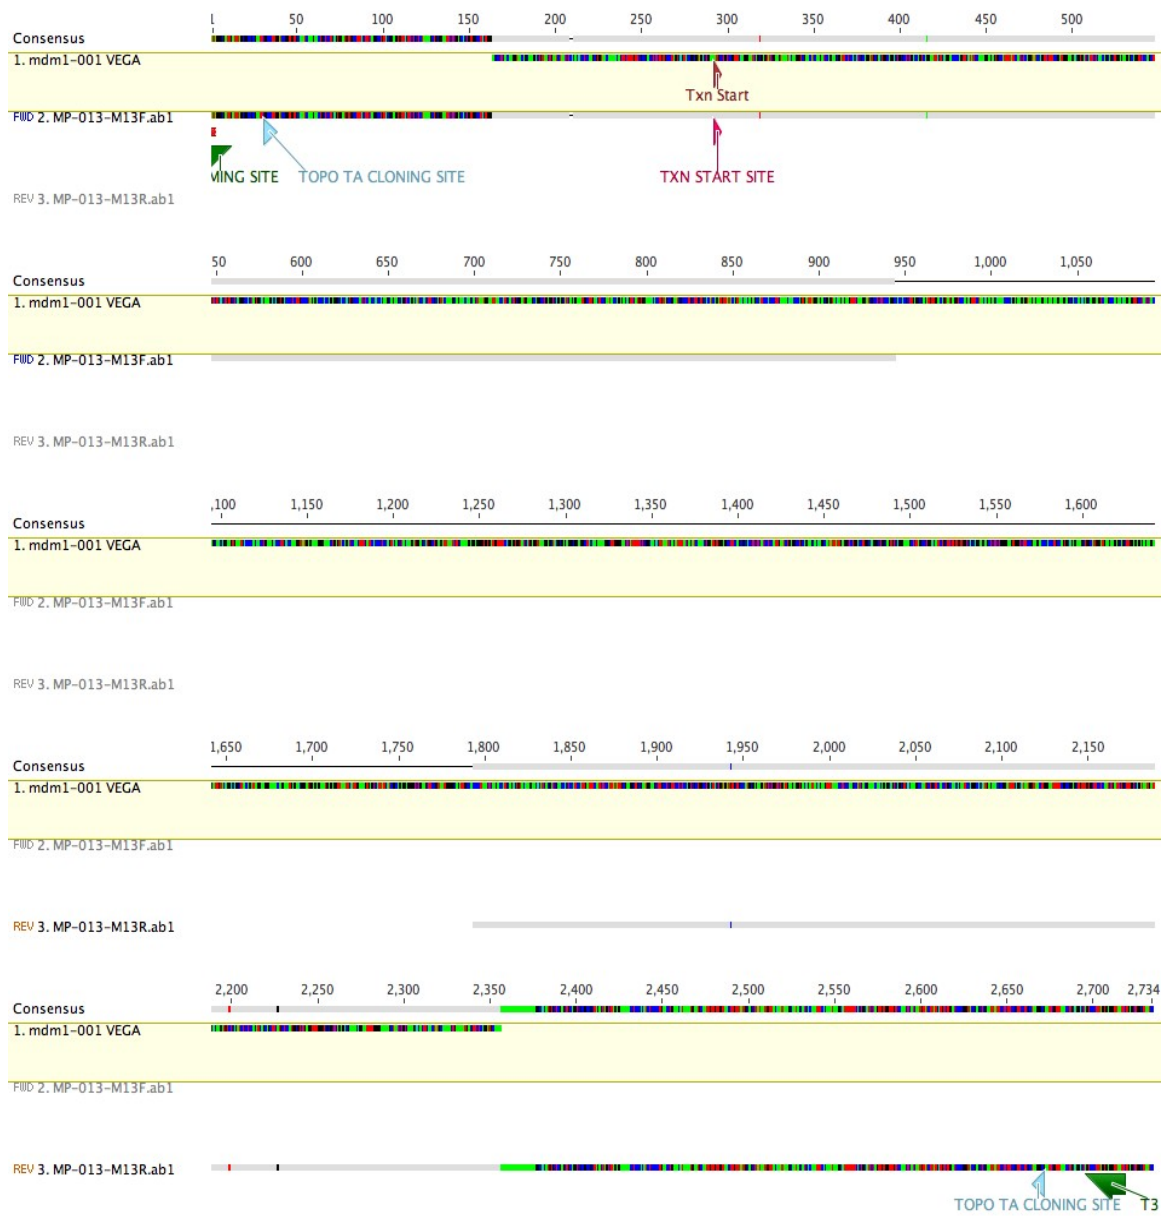 1 50 100 150 200 250 300 350 400 450 500
Consensus
1. mdm1-001 VEGA
Txn Start
FWD 2. MP-013-M13F.ab1
MING SITE TOPO TA CLONING SITE TXN START SITE
REV 3. MP-013-M13R.ab1
50 600 650 700 750 800 850 900 950 1,000 1,050
Consensus
1. mdm1-001 VEGA
FWD 2. MP-013-M13F.ab1
REV 3. MP-013-M13R.ab1
,100 1,150 1,200 1,250 1,300 1,350 1,400 1,450 1,500 1,550 1,600
Consensus
1. mdm1-001 VEGA
FWD 2. MP-013-M13F.ab1
REV 3. MP-013-M13R.ab1
1,650 1,700 1,750 1,800 1,850 1,900 1,950 2,000 2,050 2,100 2,150
Consensus
1. mdm1-001 VEGA
FWD 2. MP-013-M13F.ab1
REV 3. MP-013-M13R.ab1
2,200 2,250 2,300 2,350 2,400 2,450 2,500 2,550 2,600 2,650 2,700 2,734
Consensus
1. mdm1-001 VEGA
FWD 2. MP-013-M13F.ab1
REV 3. MP-013-M13R.ab1
TOPO TA CLONING SITE T3